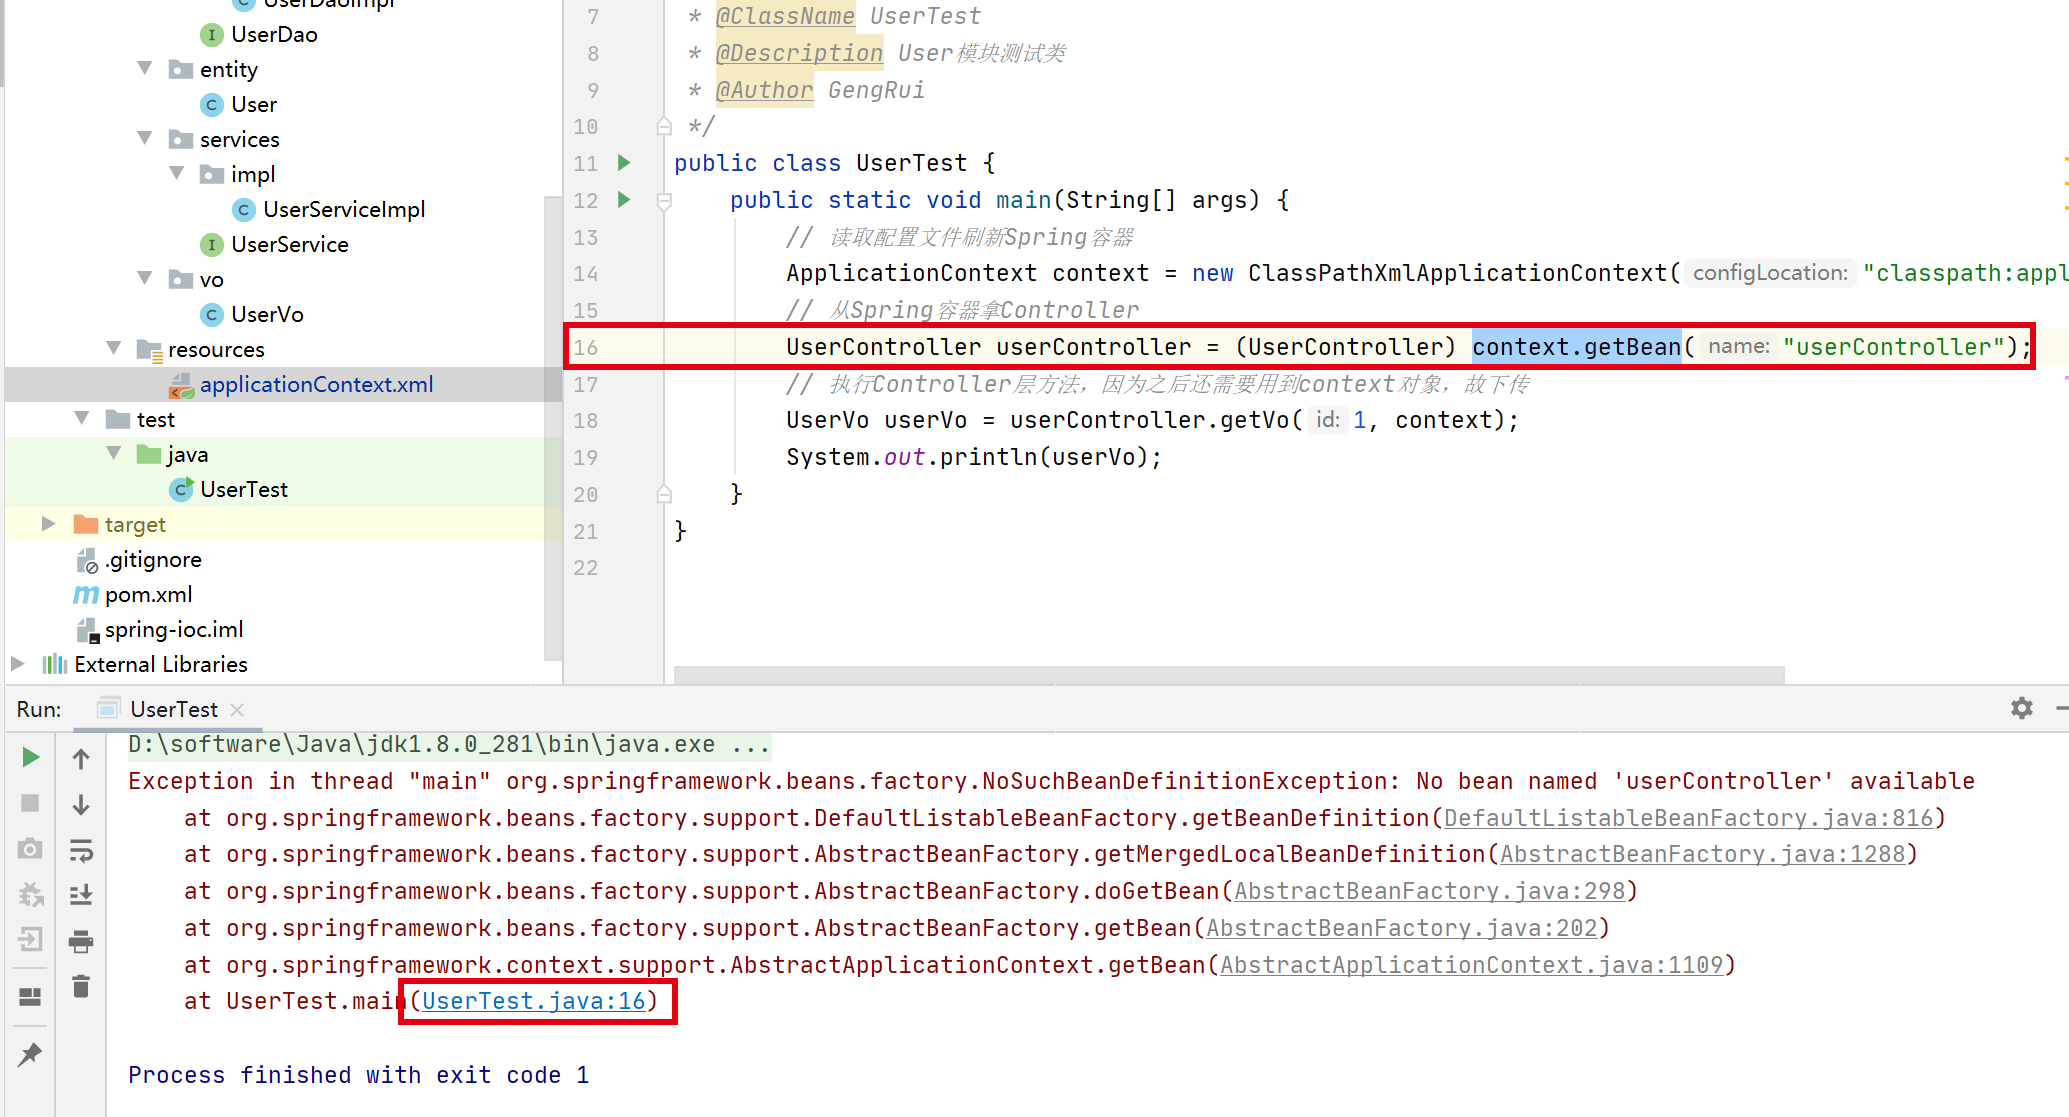 UserDaoImpl
UserDao
entity
User
services
impl
UserServiceImpl
UserService
vo
UserVo
resources
applicationContext.xml
test
java
UserTest
target
.gitignore
pom.xml
spring-ioc.iml
External Libraries
7 * @ClassName UserTest
8 * @Description User模块测试类
9 * @Author GengRui
10 */
11 public class UserTest {
12 public static void main(String[] args) {
13 // 读取配置文件刷新Spring容器
14 ApplicationContext context = new ClassPathXmlApplicationContext( configLocation: "classpath:appl
15 // 从Spring容器拿Controller
16 UserController userController = (UserController) context.getBean( name: "userController");
17 // 执行Controller层方法，因为之后还需要用到context对象，故下传
18 UserVo userVo = userController.getVo( id: 1, context);
19 System.out.println(userVo);
20 }
21 }
22
Run: UserTest
D:\software\Java\jdk1.8.0_281\bin\java.exe ...
Exception in thread "main" org.springframework.beans.factory.NoSuchBeanDefinitionException: No bean named 'userController' available
at org.springframework.beans.factory.support.DefaultListableBeanFactory.getBeanDefinition(DefaultListableBeanFactory.java:816)
at org.springframework.beans.factory.support.AbstractBeanFactory.getMergedLocalBeanDefinition(AbstractBeanFactory.java:1288)
at org.springframework.beans.factory.support.AbstractBeanFactory.doGetBean(AbstractBeanFactory.java:298)
at org.springframework.beans.factory.support.AbstractBeanFactory.getBean(AbstractBeanFactory.java:202)
at org.springframework.context.support.AbstractApplicationContext.getBean(AbstractApplicationContext.java:1109)
at UserTest.main(UserTest.java:16)
Process finished with exit code 1